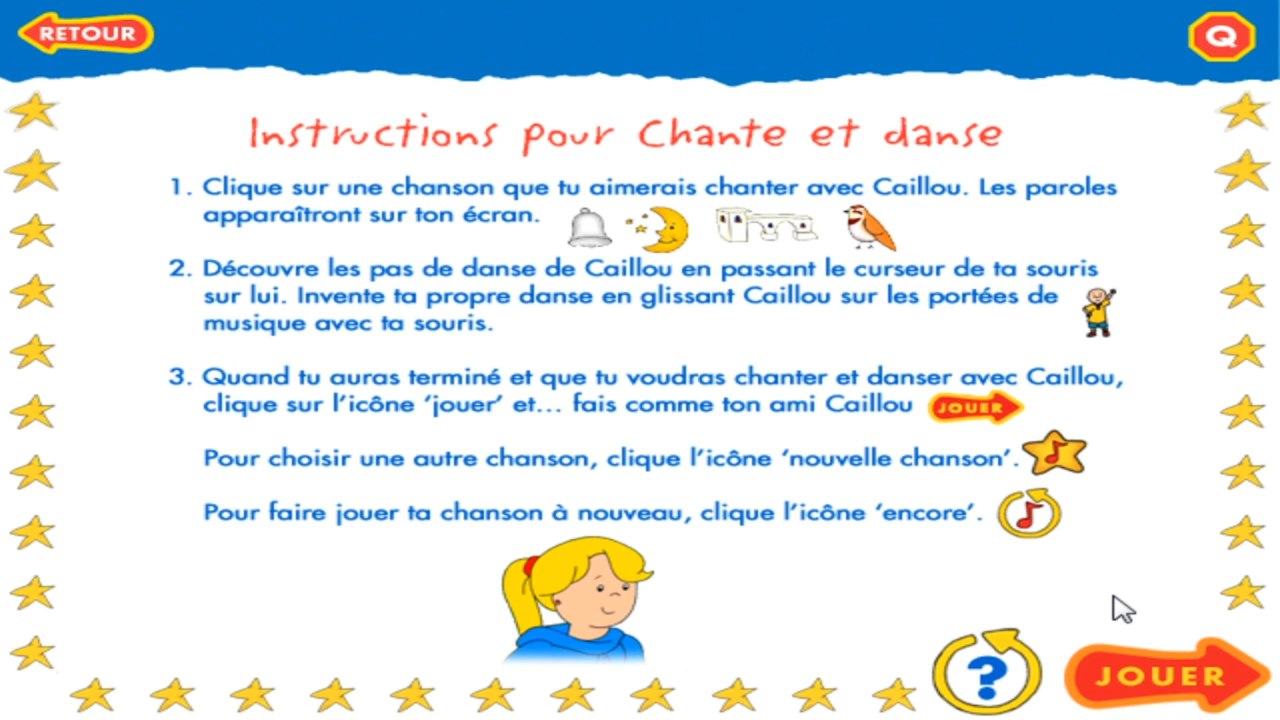 RETOUR
Q
Instructions pour Chante et danse
1. Clique sur une chanson que tu aimerais chanter avec Caillou. Les paroles
apparaîtront sur ton écran.
2. Découvre les pas de danse de Caillou en passant le curseur de ta souris
sur lui. Invente ta propre danse en glissant Caillou sur les portées de
musique avec ta souris.
3. Quand tu auras terminé et que tu voudras chanter et danser avec Caillou,
clique sur l’icône ‘jouer’ et... fais comme ton ami Caillou
JOUER
Pour choisir une autre chanson, clique l’icône ‘nouvelle chanson’.
Pour faire jouer ta chanson à nouveau, clique l’icône ‘encore’.
?
JOUER